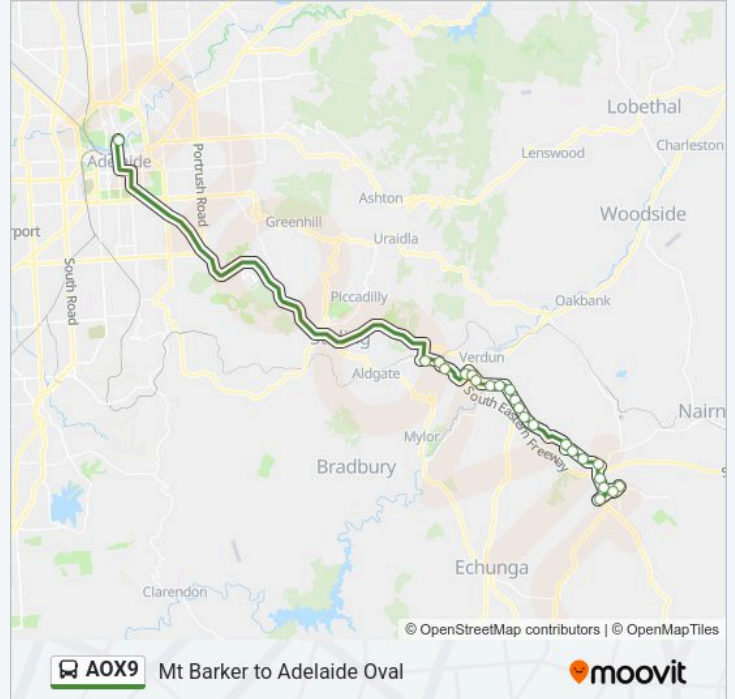 Lobethal
Charleston
Adelaide
Lenswood
Portrush Road
Ashton
Woodside
Greenhill
rport
Uraidla
South Road
Piccadilly
Oakbank
Verdun
Aldgate
South Eastern Freeway
Nairn
Mylor
Bradbury
Echunga
Clarendon
© OpenStreetMap contributors | © OpenMapTiles
AOX9 Mt Barker to Adelaide Oval
moovit